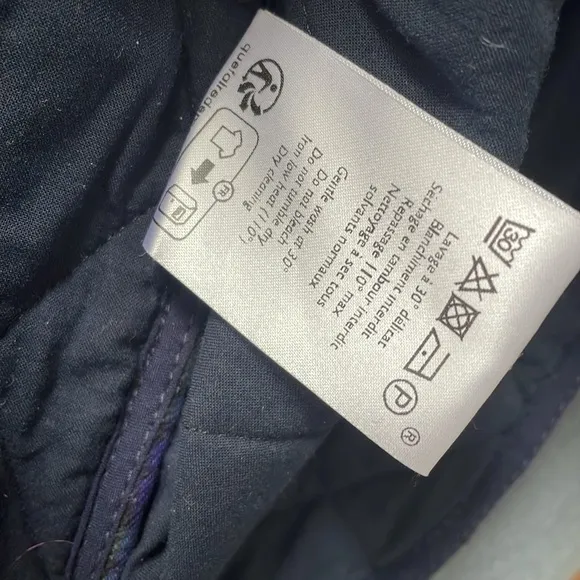 30
P
®
Lavage à 30° délicat
Blanchiment interdit
Séchage en tambour interdit
Repassage 110° max
Nettoyage à sec tous
solvants normaux
Gentle wash at 30°
Do not bleach
Do not tumble dry
Iron low heat (110°)
Dry cleaning
FR